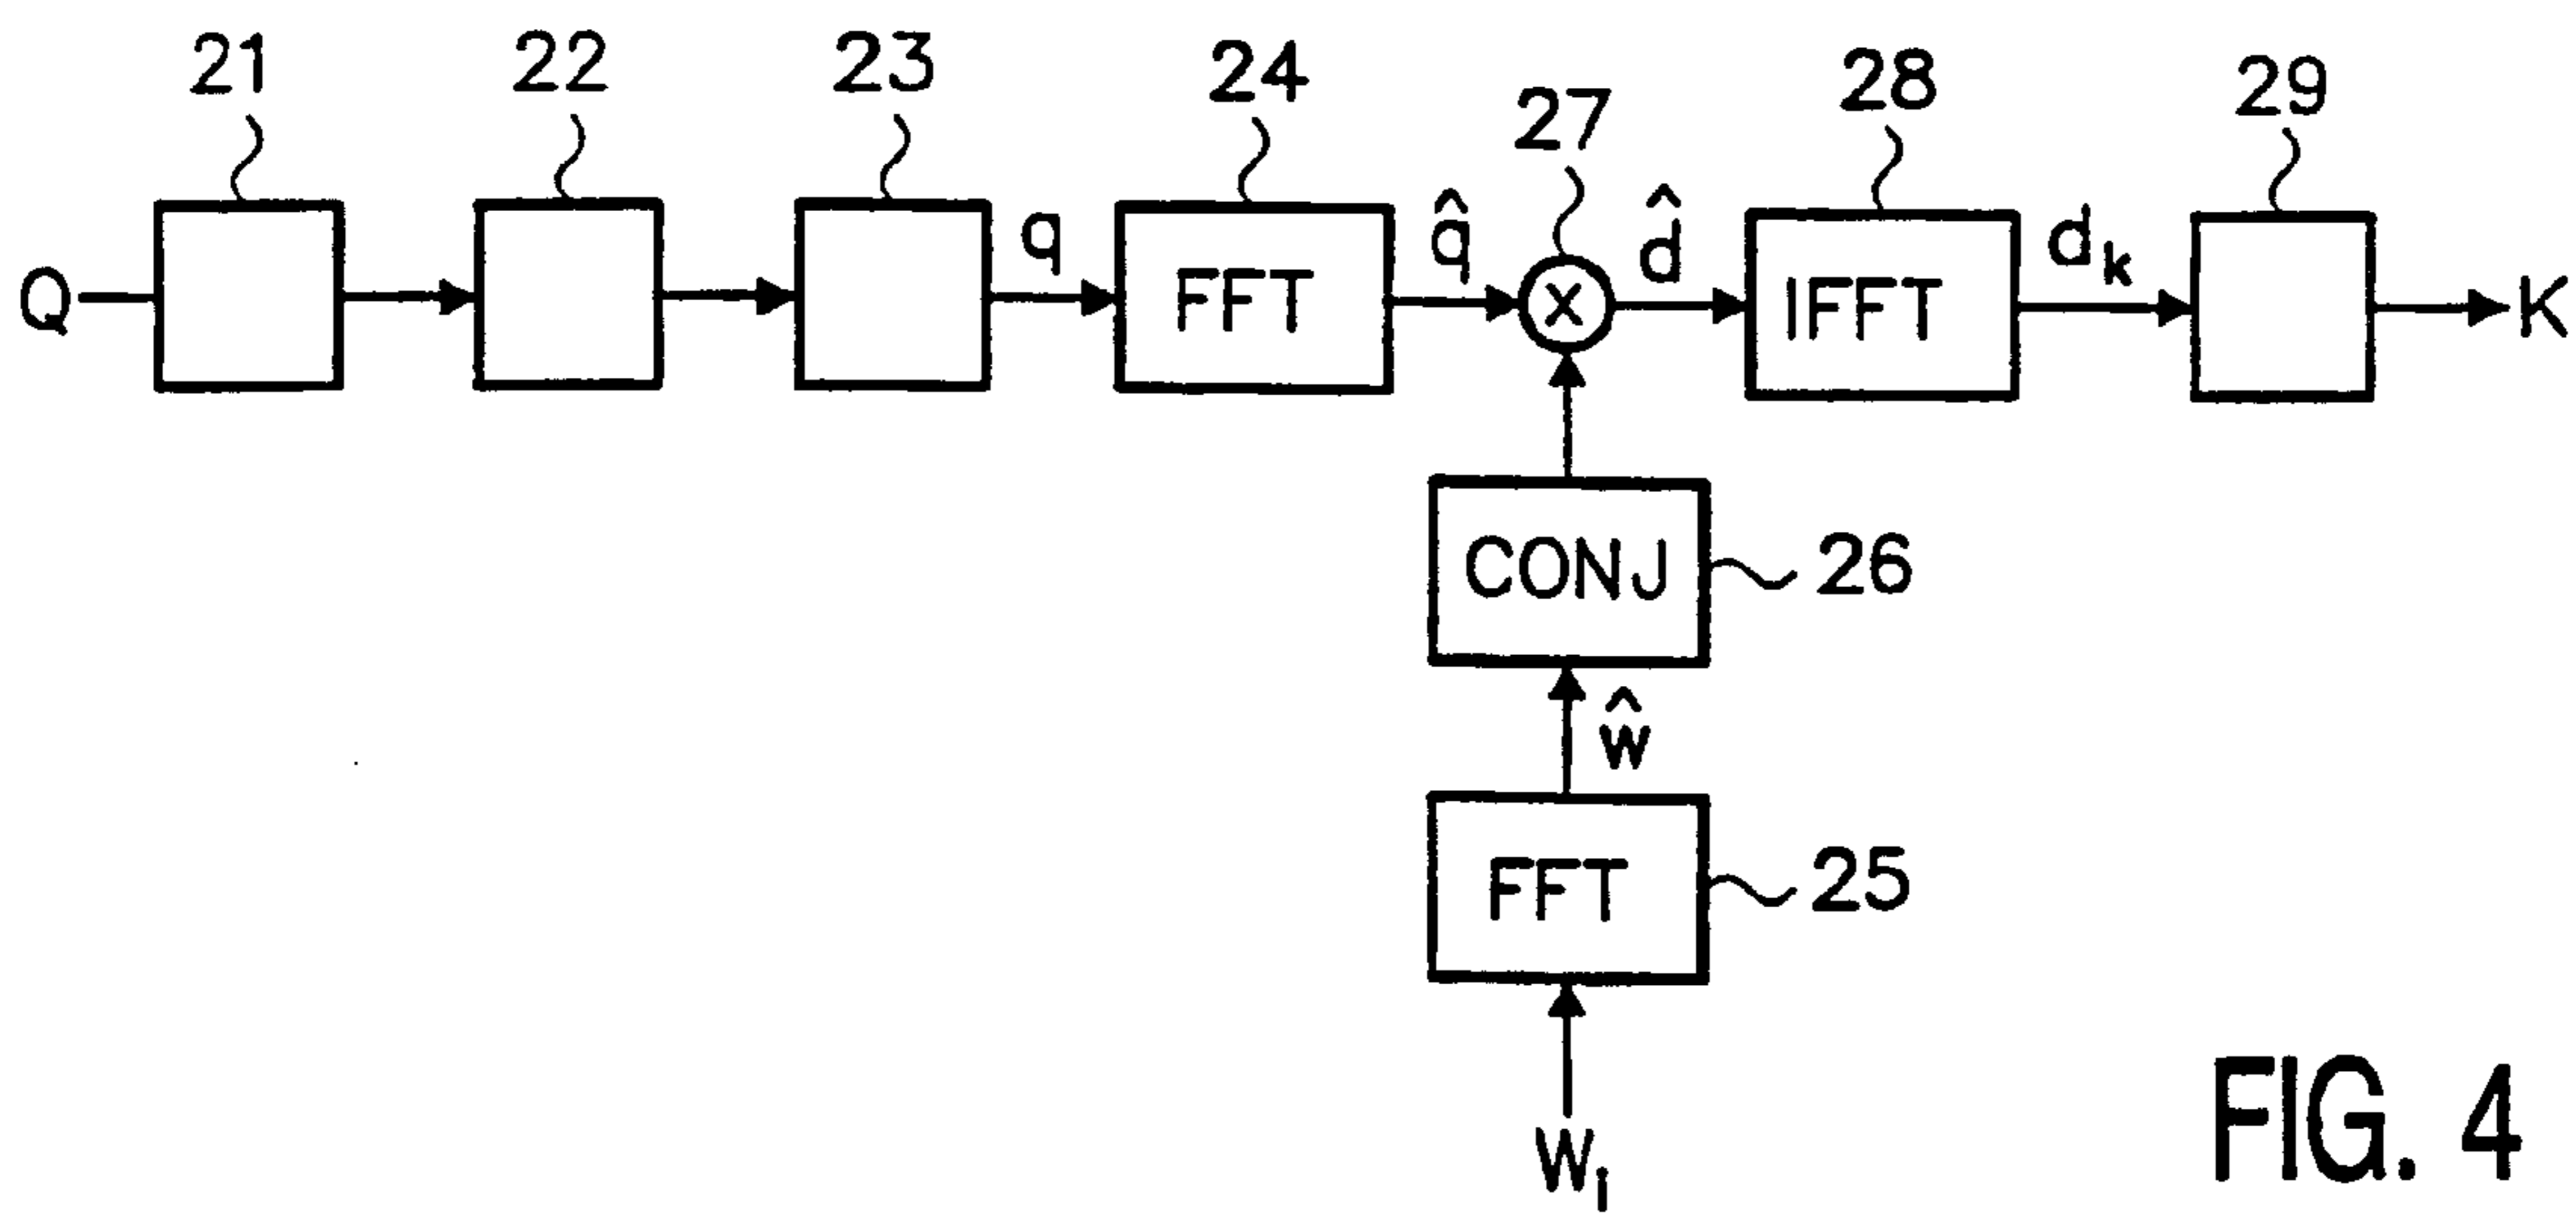 21 22 23 24 27 28 29
Q q FFT q̂ X d̂ IFFT dₖ K
CONJ 26
ŵ
FFT 25
Wᵢ
FIG. 4